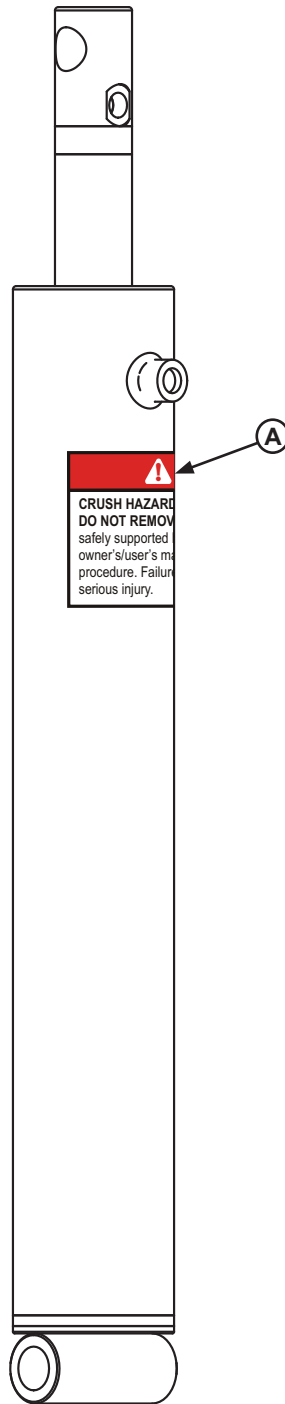 A
CRUSH HAZARD
DO NOT REMOV
safely supported
owner's/user's ma
procedure. Failure
serious injury.